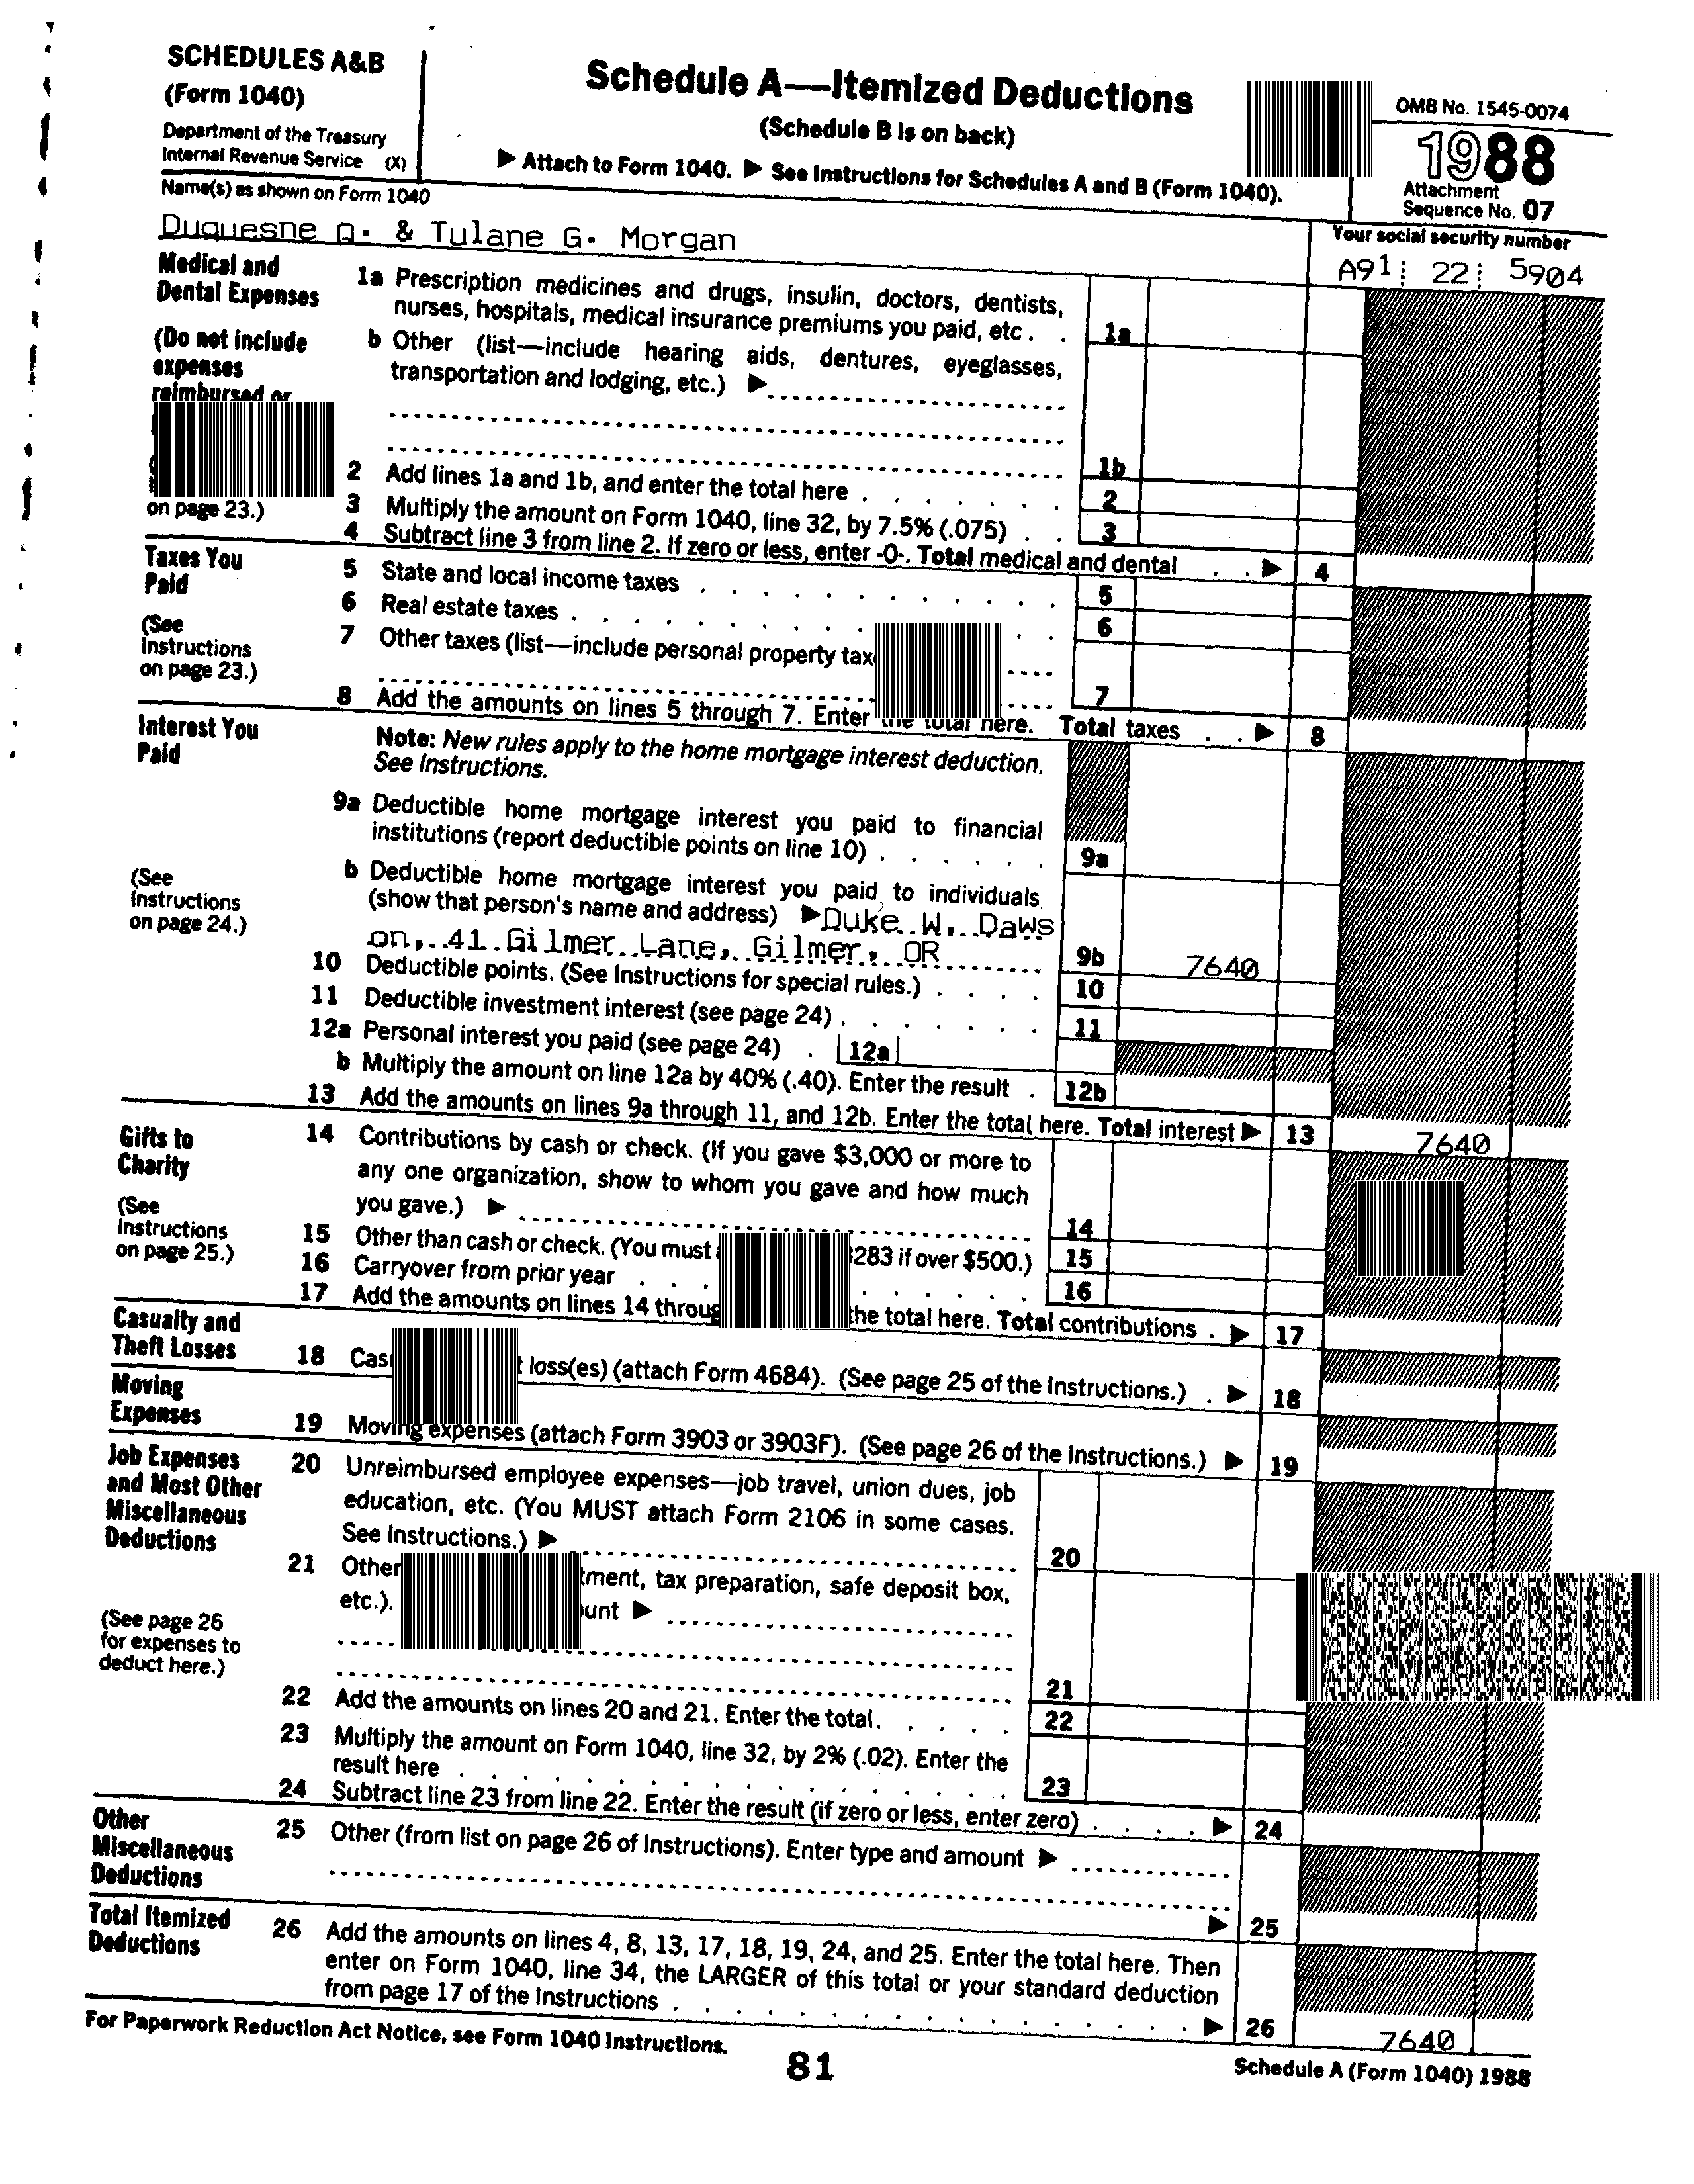 SCHEDULES A&B
(Form 1040)
Department of the Treasury
Internal Revenue Service (X)
Schedule A—Itemized Deductions
(Schedule B is on back)
▶ Attach to Form 1040. ▶ See Instructions for Schedules A and B (Form 1040).
OMB No. 1545-0074
1988
Attachment
Sequence No. 07
Name(s) as shown on Form 1040
Duquesne Q. & Tulane G. Morgan
Your social security number
A91 22 5904
Medical and
Dental Expenses
(Do not include
expenses
reimbursed or
on page 23.)
1a Prescription medicines and drugs, insulin, doctors, dentists,
nurses, hospitals, medical insurance premiums you paid, etc . . 1a
b Other (list—include hearing aids, dentures, eyeglasses,
transportation and lodging, etc.) ▶
1b
2 Add lines 1a and 1b, and enter the total here . . . . . . 2
3 Multiply the amount on Form 1040, line 32, by 7.5% (.075) . . 3
4 Subtract line 3 from line 2. If zero or less, enter -0-. Total medical and dental . . ▶ 4
Taxes You
Paid
(See
Instructions
on page 23.)
5 State and local income taxes . . . . . . . . . . . 5
6 Real estate taxes . . . . . . . . . . 6
7 Other taxes (list—include personal property
7
8 Add the amounts on lines 5 through 7. Enter the total here. Total taxes . . ▶ 8
Interest You
Paid
(See
Instructions
on page 24.)
Note: New rules apply to the home mortgage interest deduction.
See Instructions.
9a Deductible home mortgage interest you paid to financial
institutions (report deductible points on line 10) . . . . . . 9a
b Deductible home mortgage interest you paid to individuals
(show that person's name and address) ▶ Duke W. Daws
on, 41 Gilmer Lane, Gilmer, OR 9b 7640
10 Deductible points. (See Instructions for special rules.) . . . . 10
11 Deductible investment interest (see page 24) . . . . . . . 11
12a Personal interest you paid (see page 24) . 12a
b Multiply the amount on line 12a by 40% (.40). Enter the result . 12b
13 Add the amounts on lines 9a through 11, and 12b. Enter the total here. Total interest ▶ 13 7640
Gifts to
Charity
(See
Instructions
on page 25.)
14 Contributions by cash or check. (If you gave $3,000 or more to
any one organization, show to whom you gave and how much
you gave.) ▶ 14
15 Other than cash or check. (You must 283 if over $500.) 15
16 Carryover from prior year . . . . . . . . . 16
17 Add the amounts on lines 14 the total here. Total contributions . ▶ 17
Casualty and
Theft Losses
18 loss(es) (attach Form 4684). (See page 25 of the Instructions.) . ▶ 18
Moving
Expenses
19 Moving expenses (attach Form 3903 or 3903F). (See page 26 of the Instructions.) ▶ 19
Job Expenses
and Most Other
Miscellaneous
Deductions
(See page 26
for expenses to
deduct here.)
20 Unreimbursed employee expenses—job travel, union dues, job
education, etc. (You MUST attach Form 2106 in some cases.
See Instructions.) ▶ 20
21 Other tax preparation, safe deposit box,
etc.). ▶
21
22 Add the amounts on lines 20 and 21. Enter the total . . . . . 22
23 Multiply the amount on Form 1040, line 32, by 2% (.02). Enter the
result here . . . . . . . . . . . . . . . . 23
24 Subtract line 23 from line 22. Enter the result (if zero or less, enter zero) . . . . ▶ 24
Other
Miscellaneous
Deductions
25 Other (from list on page 26 of Instructions). Enter type and amount ▶
▶ 25
Total Itemized
Deductions
26 Add the amounts on lines 4, 8, 13, 17, 18, 19, 24, and 25. Enter the total here. Then
enter on Form 1040, line 34, the LARGER of this total or your standard deduction
from page 17 of the Instructions . . . . . . . . . . . . . . ▶ 26 7640
For Paperwork Reduction Act Notice, see Form 1040 Instructions.
81
Schedule A (Form 1040) 1988